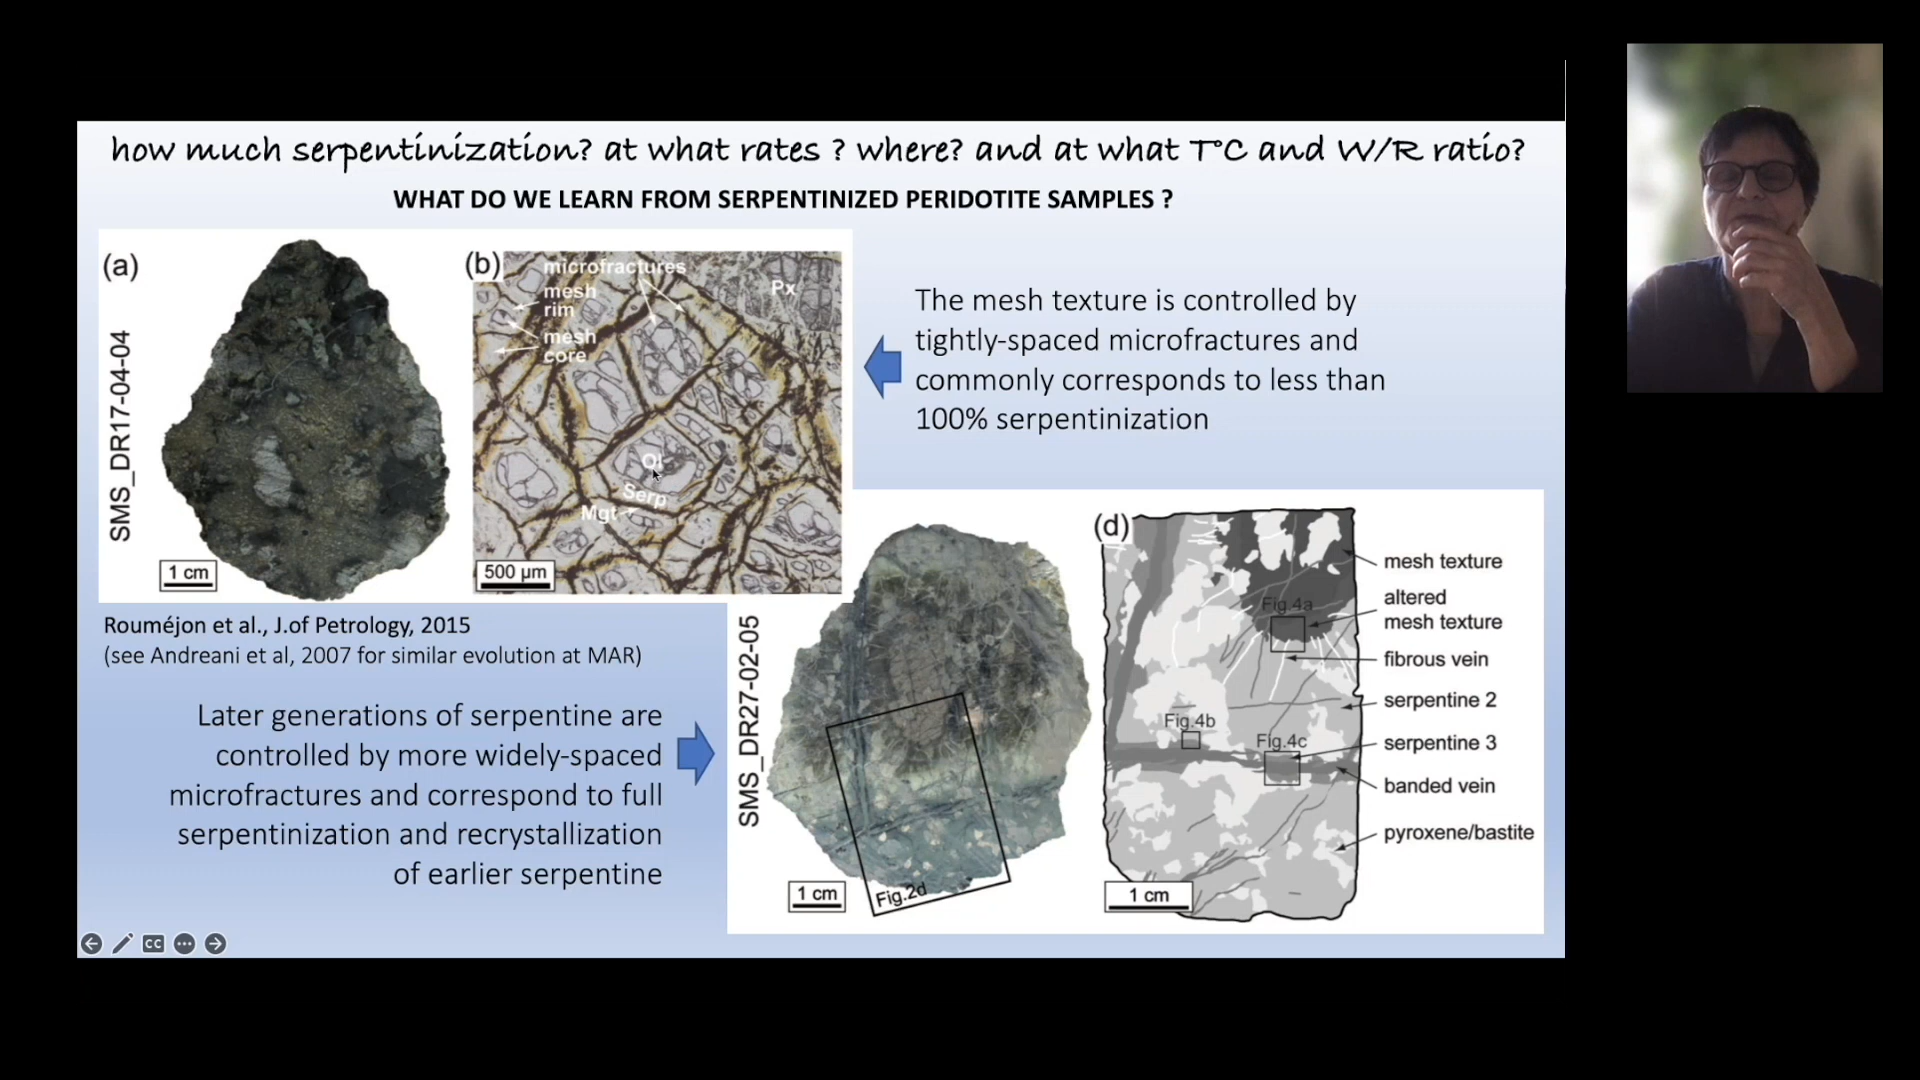 how much serpentinization? at what rates ? where? and at what T°C and W/R ratio?
WHAT DO WE LEARN FROM SERPENTINIZED PERIDOTITE SAMPLES ?
(a)
SMS_DR17-04-04
1 cm
(b)
microfractures
mesh
rim
mesh
core
Px
Ol
Serp
Mgt
500 µm
The mesh texture is controlled by
tightly-spaced microfractures and
commonly corresponds to less than
100% serpentinization
Rouméjon et al., J.of Petrology, 2015
(see Andreani et al, 2007 for similar evolution at MAR)
Later generations of serpentine are
controlled by more widely-spaced
microfractures and correspond to full
serpentinization and recrystallization
of earlier serpentine
SMS_DR27-02-05
1 cm
Fig.2d
(d)
Fig.4a
Fig.4b
Fig.4c
1 cm
mesh texture
altered
mesh texture
fibrous vein
serpentine 2
serpentine 3
banded vein
pyroxene/bastite
CC